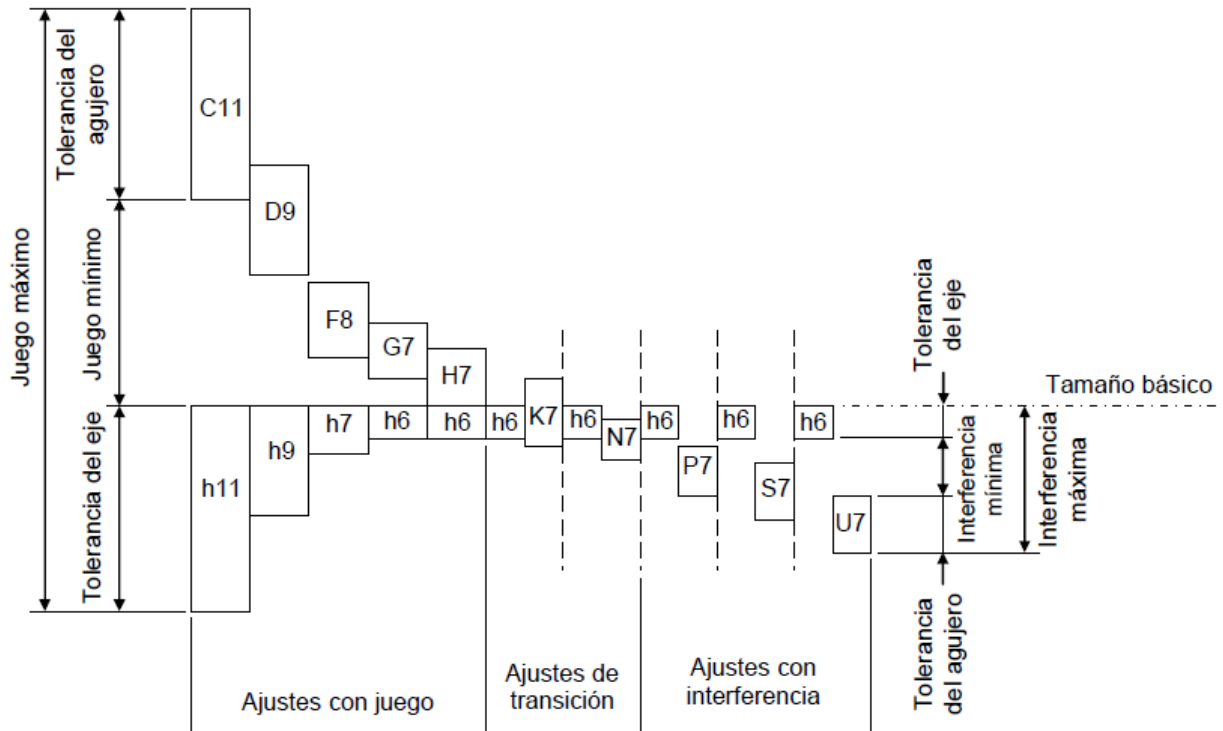 Juego máximo
Tolerancia del
agujero
Juego mínimo
Tolerancia del eje
C11
D9
F8
G7
H7
h11
h9
h7
h6
h6
h6
K7
h6
N7
h6
P7
h6
S7
h6
U7
Tolerancia
del eje
Tamaño básico
Interferencia
mínima
Interferencia
máxima
Tolerancia
del agujero
Ajustes con juego
Ajustes de
transición
Ajustes con
interferencia